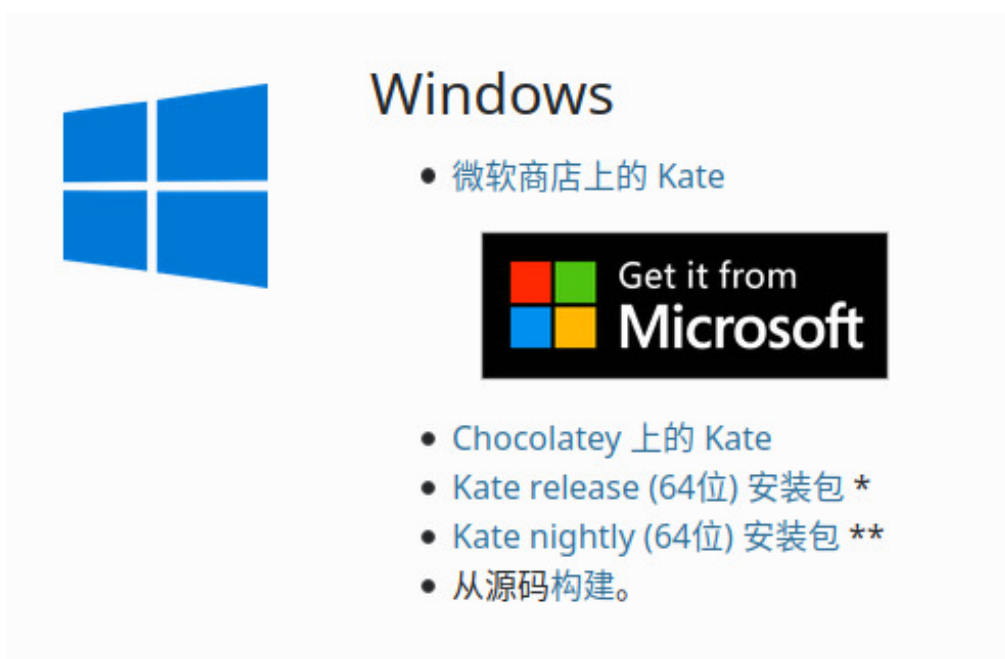 Windows
微软商店上的 Kate
Get it from
Microsoft
Chocolatey 上的 Kate
Kate release (64位) 安装包 *
Kate nightly (64位) 安装包 **
从源码构建。